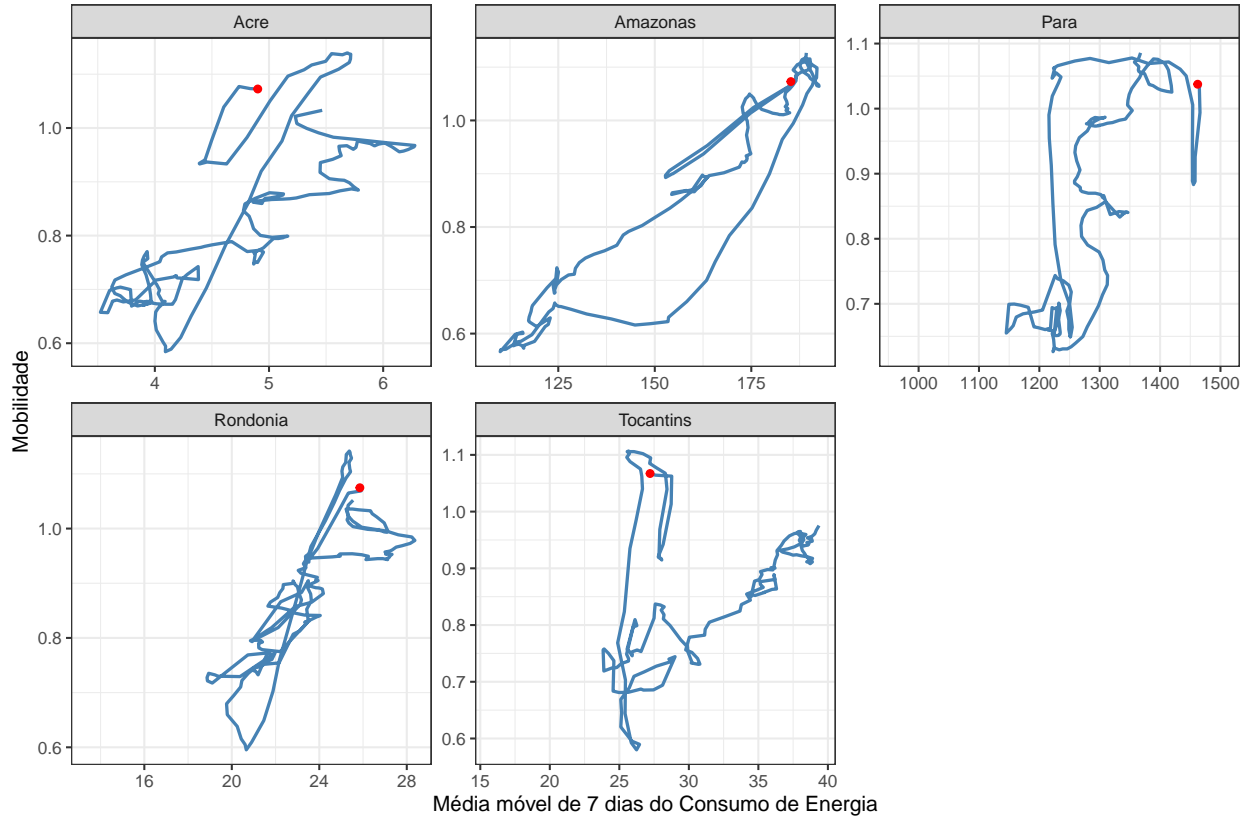 Acre
Amazonas
Para
1.0
0.8
0.6
4 5 6
1.0
0.8
0.6
125 150 175
1.1
1.0
0.9
0.8
0.7
1000 1100 1200 1300 1400 1500
Rondonia
Tocantins
1.0
0.8
0.6
16 20 24 28
1.1
1.0
0.9
0.8
0.7
0.6
15 20 25 30 35 40
Mobilidade
Média móvel de 7 dias do Consumo de Energia